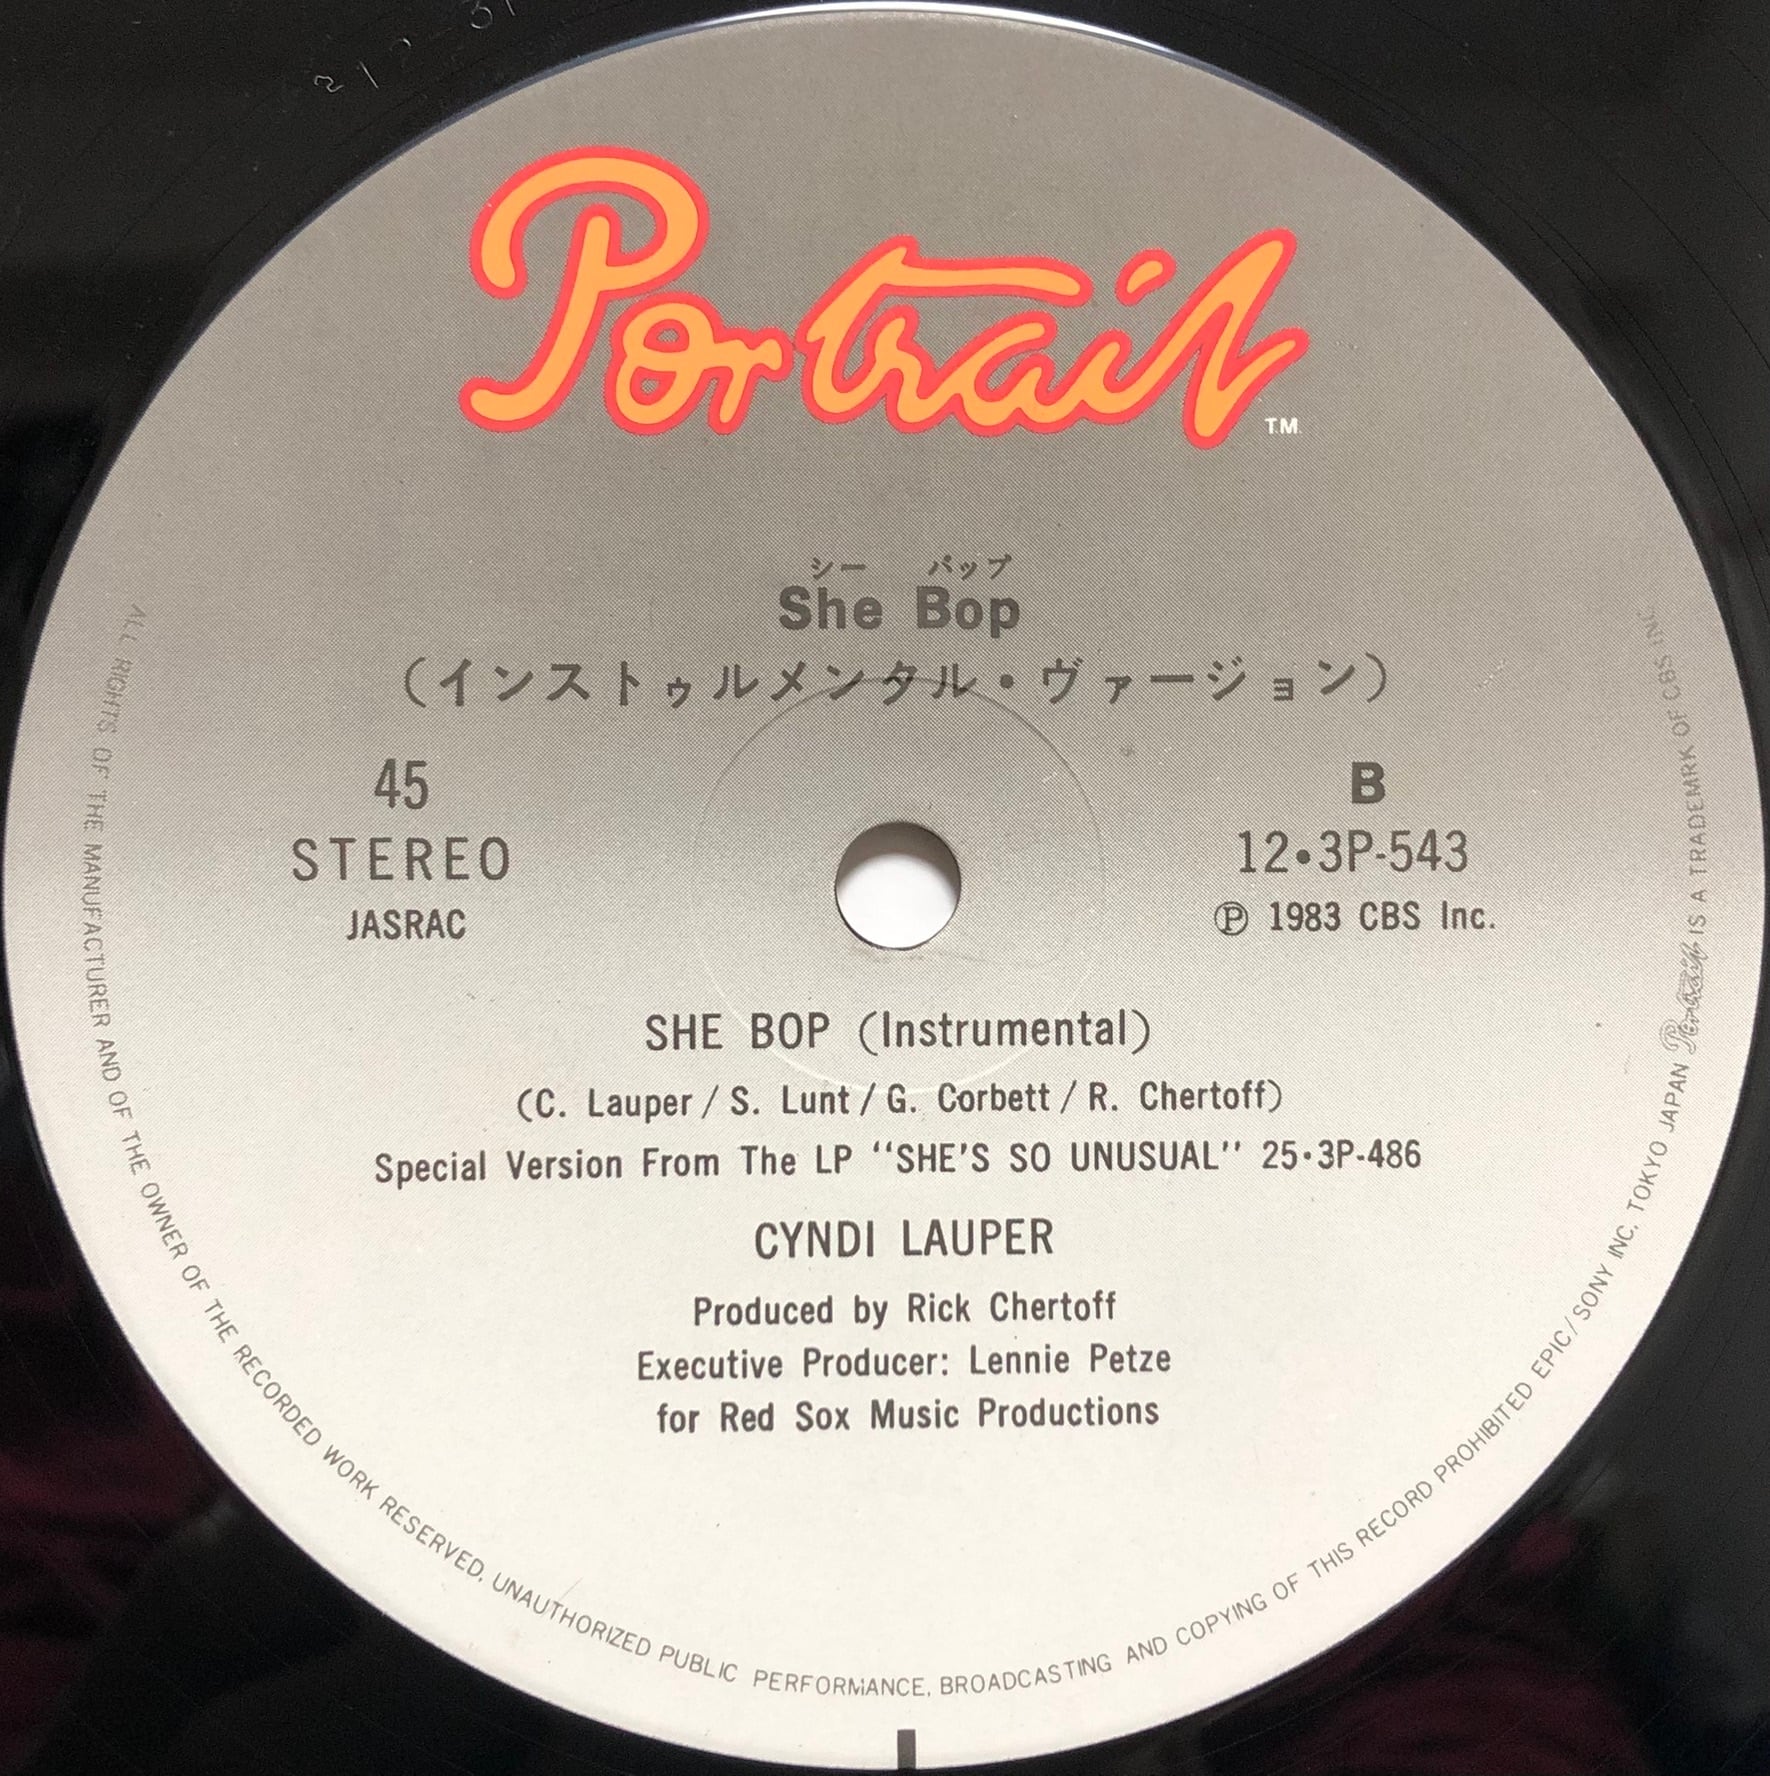 Portrait
T.M.
シー バップ
She Bop
(インストゥルメンタル・ヴァージョン)
45
STEREO
JASRAC
B
12・3P-543
℗ 1983 CBS Inc.
SHE BOP (Instrumental)
(C. Lauper / S. Lunt / G. Corbett / R. Chertoff)
Special Version From The LP "SHE'S SO UNUSUAL" 25・3P-486
CYNDI LAUPER
Produced by Rick Chertoff
Executive Producer: Lennie Petze
for Red Sox Music Productions
ALL RIGHTS OF THE MANUFACTURER AND OF THE OWNER OF THE RECORDED WORK RESERVED. UNAUTHORIZED PUBLIC PERFORMANCE, BROADCASTING AND COPYING OF THIS RECORD PROHIBITED EPIC/SONY INC. TOKYO JAPAN Portrait IS A TRADEMRK OF CBS INC.